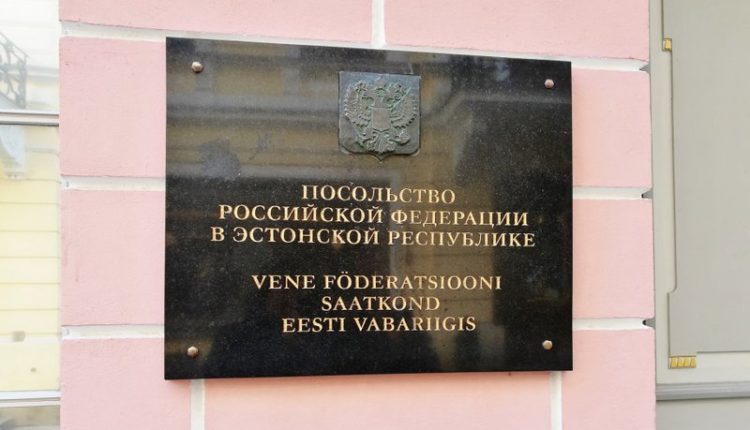 ПОСОЛЬСТВО
РОССИЙСКОЙ ФЕДЕРАЦИИ
В ЭСТОНСКОЙ РЕСПУБЛИКЕ
VENE FÖDERATSIOONI
SAATKOND
EESTI VABARIIGIS